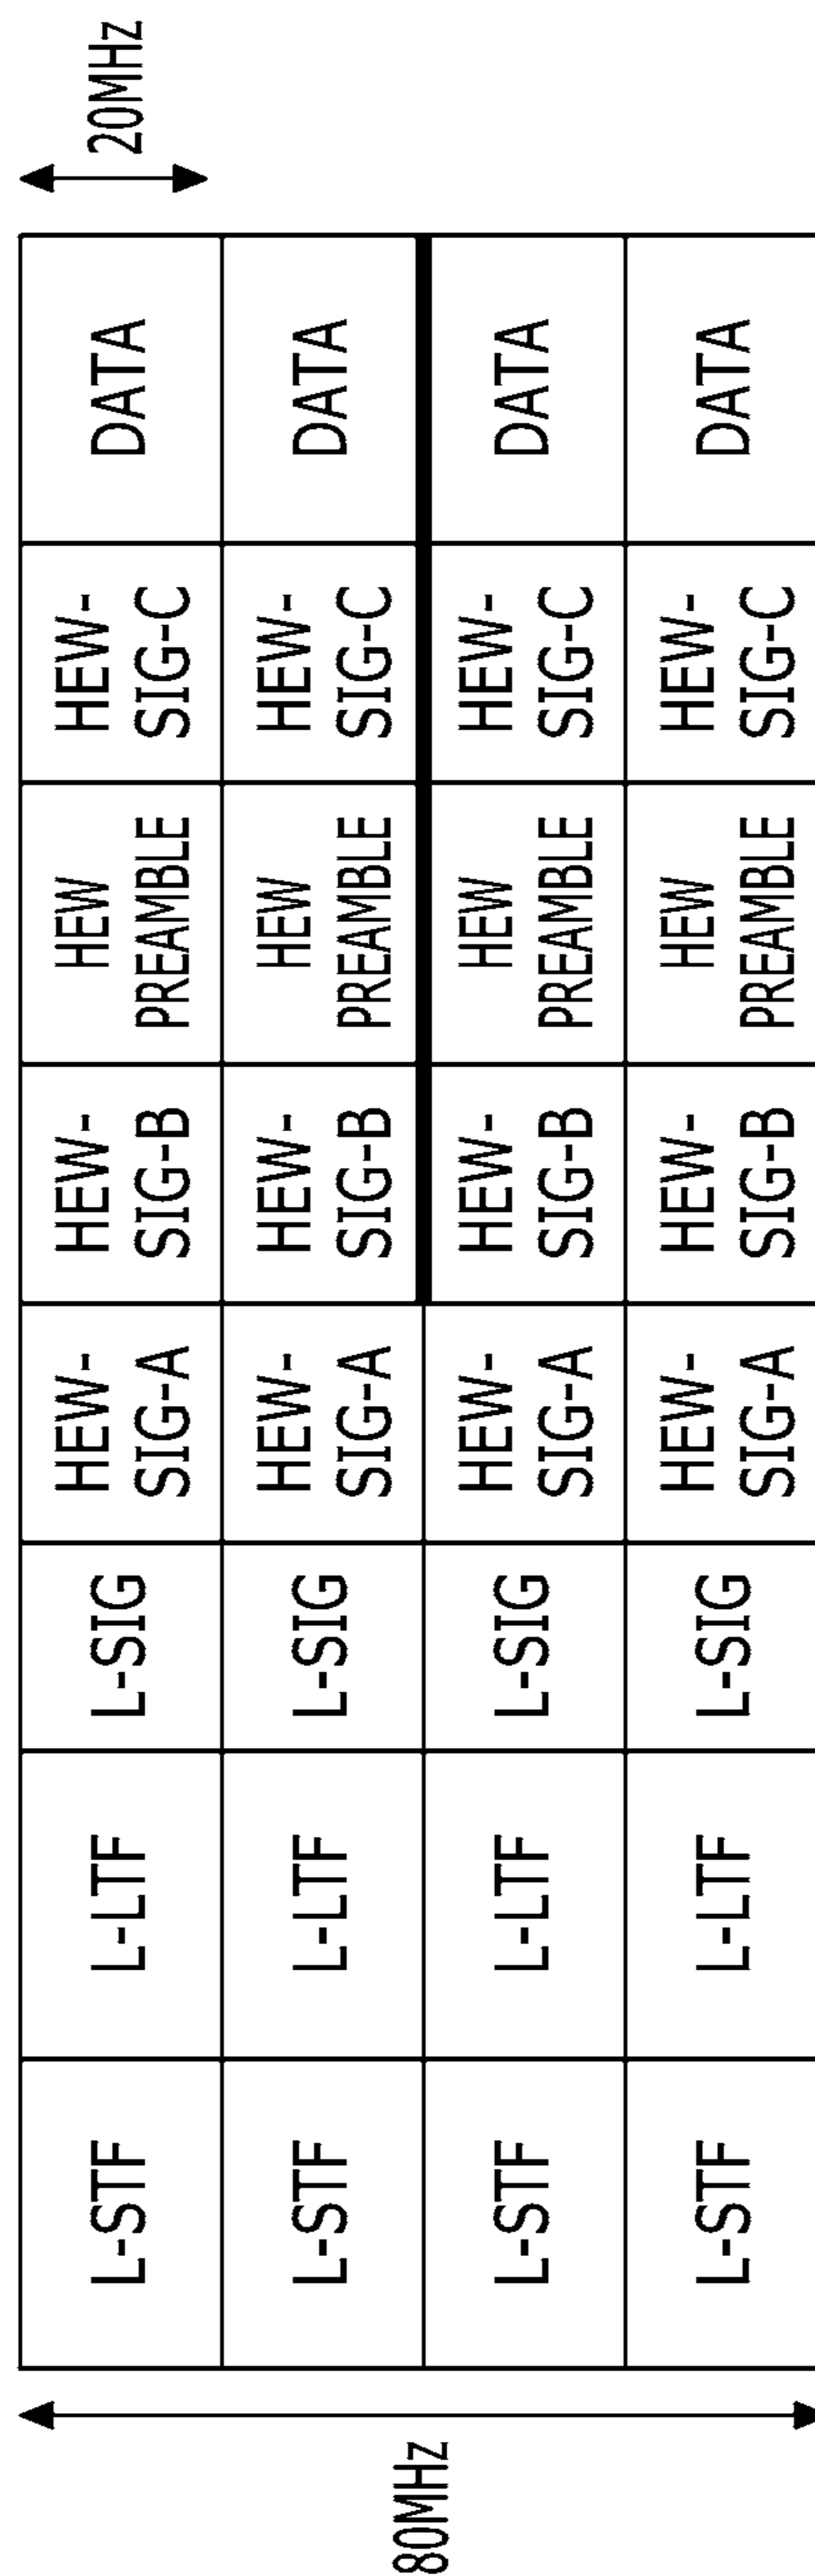 80MHz
20MHz
L-STF
L-LTF
L-SIG
HEW-
SIG-A
HEW-
SIG-B
HEW
PREAMBLE
HEW-
SIG-C
DATA
L-STF
L-LTF
L-SIG
HEW-
SIG-A
HEW-
SIG-B
HEW
PREAMBLE
HEW-
SIG-C
DATA
L-STF
L-LTF
L-SIG
HEW-
SIG-A
HEW-
SIG-B
HEW
PREAMBLE
HEW-
SIG-C
DATA
L-STF
L-LTF
L-SIG
HEW-
SIG-A
HEW-
SIG-B
HEW
PREAMBLE
HEW-
SIG-C
DATA